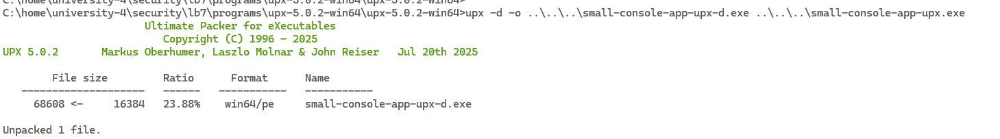 C:\home\university-4\security\lb7\programs\upx-5.0.2-win64\upx-5.0.2-win64>
C:\home\university-4\security\lb7\programs\upx-5.0.2-win64\upx-5.0.2-win64>upx -d -o ..\..\..\small-console-app-upx-d.exe ..\..\..\small-console-app-upx.exe
Ultimate Packer for eXecutables
Copyright (C) 1996 - 2025
UPX 5.0.2       Markus Oberhumer, Laszlo Molnar & John Reiser   Jul 20th 2025
File size         Ratio      Format      Name
--------------------   ------   -----------   -----------
68608 <-     16384   23.88%    win64/pe     small-console-app-upx-d.exe
Unpacked 1 file.